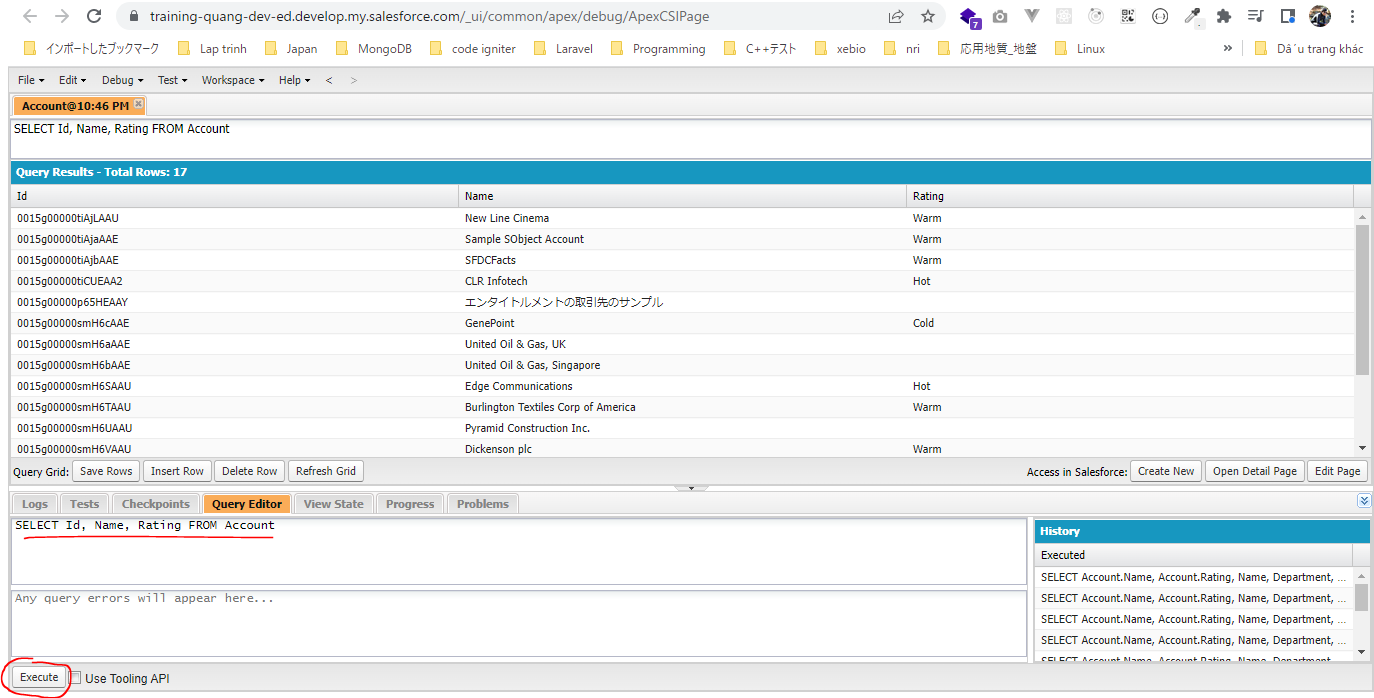 training-quang-dev-ed.develop.my.salesforce.com/_ui/common/apex/debug/ApexCSIPage
7
インポートしたブックマーク Lap trinh Japan MongoDB code igniter Laravel Programming C++テスト xebio nri 応用地質_地盤 Linux » Dấu trang khác
File Edit Debug Test Workspace Help < >
Account@10:46 PM
SELECT Id, Name, Rating FROM Account
Query Results - Total Rows: 17
Id Name Rating
0015g00000tiAjLAAU New Line Cinema Warm
0015g00000tiAjaAAE Sample SObject Account Warm
0015g00000tiAjbAAE SFDCFacts Warm
0015g00000tiCUEAA2 CLR Infotech Hot
0015g00000p65HEAAY エンタイトルメントの取引先のサンプル
0015g00000smH6cAAE GenePoint Cold
0015g00000smH6aAAE United Oil & Gas, UK
0015g00000smH6bAAE United Oil & Gas, Singapore
0015g00000smH6SAAU Edge Communications Hot
0015g00000smH6TAAU Burlington Textiles Corp of America Warm
0015g00000smH6UAAU Pyramid Construction Inc.
0015g00000smH6VAAU Dickenson plc Warm
Query Grid: Save Rows Insert Row Delete Row Refresh Grid Access in Salesforce: Create New Open Detail Page Edit Page
Logs Tests Checkpoints Query Editor View State Progress Problems
SELECT Id, Name, Rating FROM Account
Any query errors will appear here...
History
Executed
SELECT Account.Name, Account.Rating, Name, Department, ...
SELECT Account.Name, Account.Rating, Name, Department, ...
SELECT Account.Name, Account.Rating, Name, Department, ...
SELECT Account.Name, Account.Rating, Name, Department, ...
SELECT Account.Name, Account.Rating, Name, Department, ...
Execute Use Tooling API